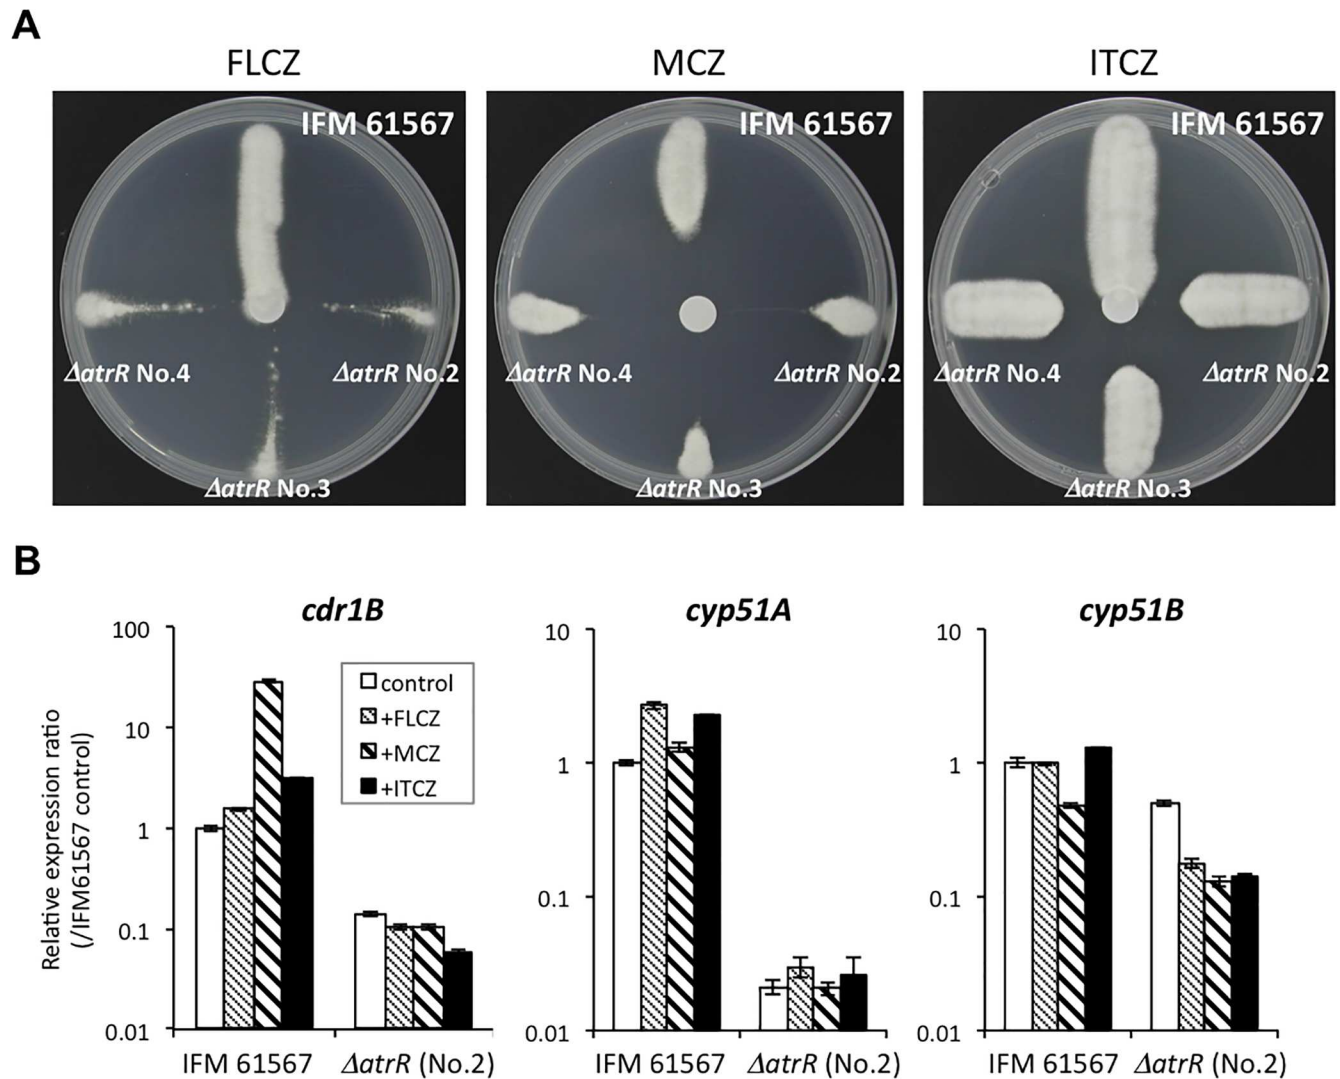 A
FLCZ
MCZ
ITCZ
IFM 61567
IFM 61567
IFM 61567
ΔatrR No.4
ΔatrR No.2
ΔatrR No.3
ΔatrR No.4
ΔatrR No.2
ΔatrR No.3
ΔatrR No.4
ΔatrR No.2
ΔatrR No.3
B
Relative expression ratio
(/IFM61567 control)
cdr1B
100
10
1
0.1
0.01
control
+FLCZ
+MCZ
+ITCZ
IFM 61567
ΔatrR (No.2)
cyp51A
10
1
0.1
0.01
IFM 61567
ΔatrR (No.2)
cyp51B
10
1
0.1
0.01
IFM 61567
ΔatrR (No.2)